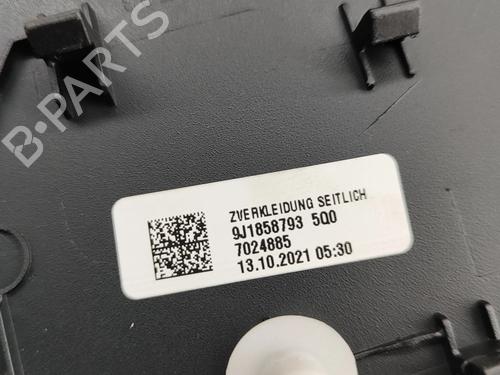 B-PARTS
ZVERKLEIDUNG SEITLICH
9J1858793 5Q0
7024885
13.10.2021 05:30